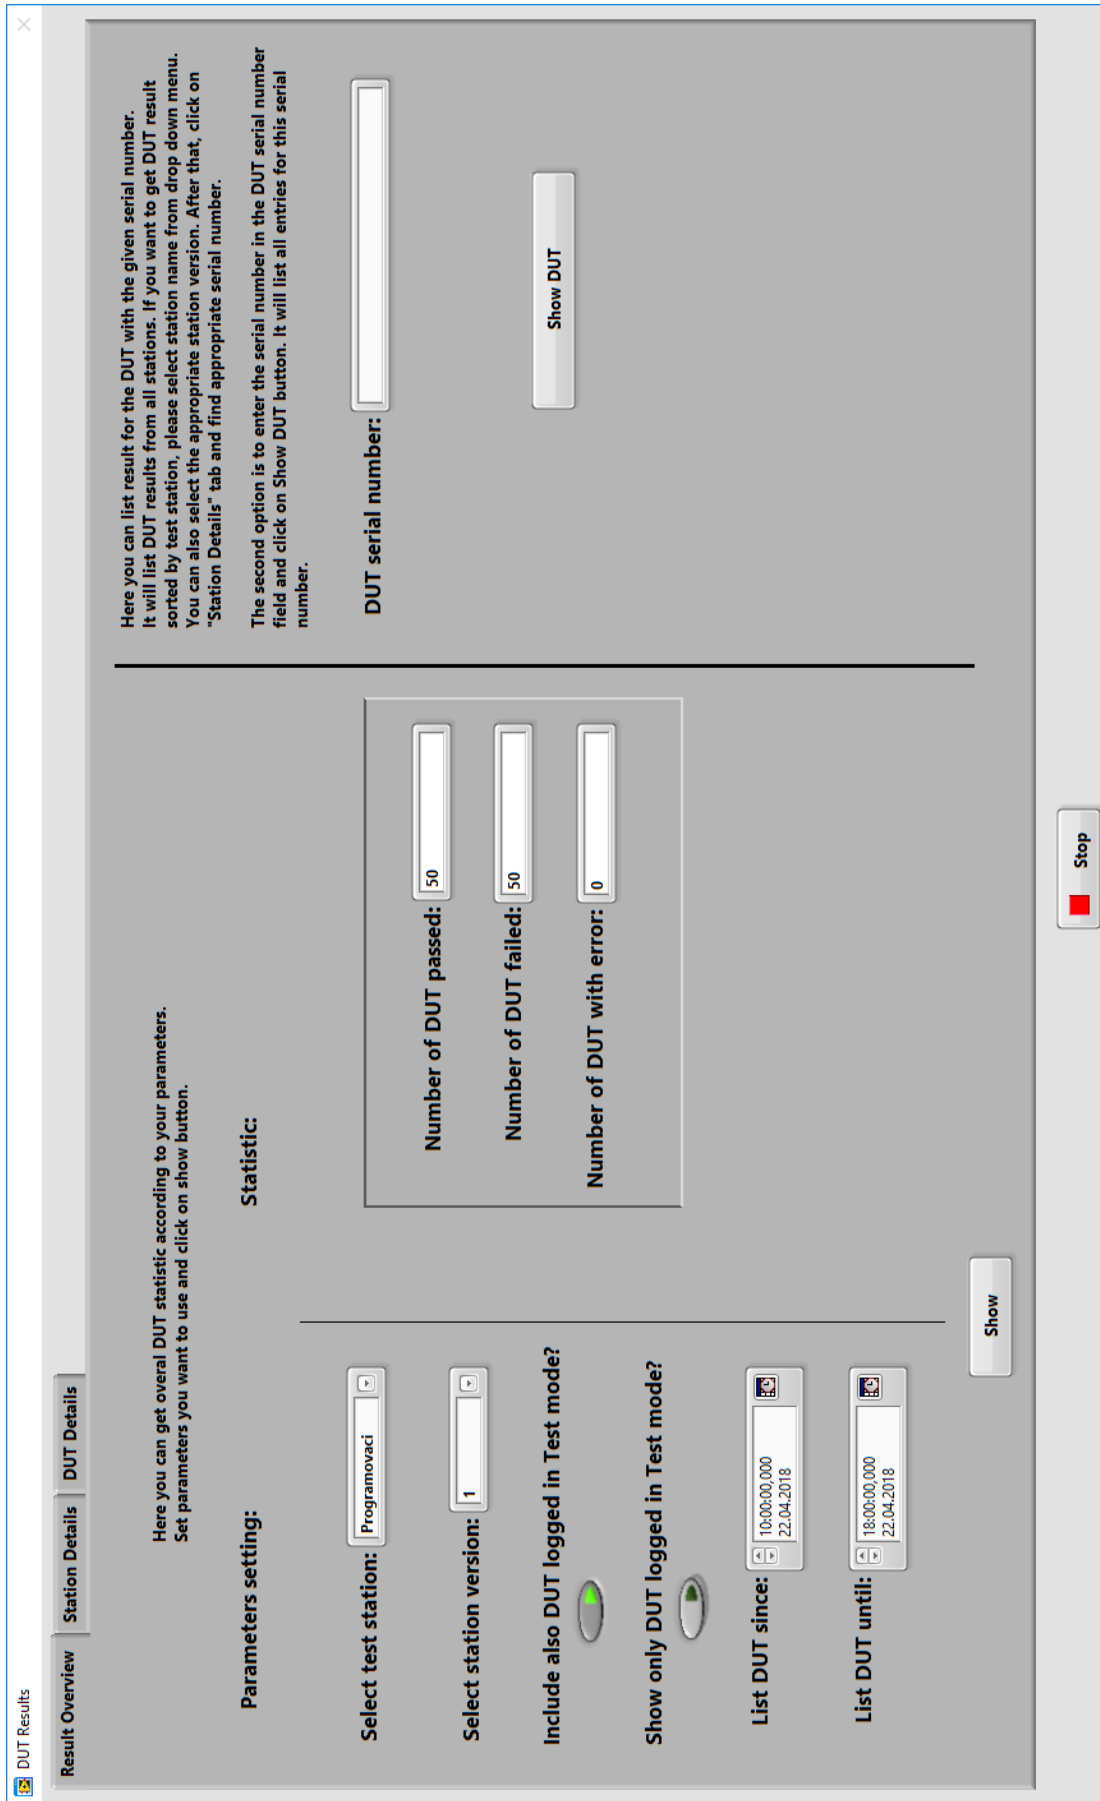 DUT Results
Result Overview
Station Details
DUT Details
Here you can get overal DUT statistic according to your parameters.
Set parameters you want to use and click on show button.
Parameters setting:
Select test station:
Programovaci
Select station version:
1
Include also DUT logged in Test mode?
Show only DUT logged in Test mode?
List DUT since:
10:00:00,000
22.04.2018
List DUT until:
18:00:00,000
22.04.2018
Show
Statistic:
Number of DUT passed:
50
Number of DUT failed:
50
Number of DUT with error:
0
Here you can list result for the DUT with the given serial number.
It will list DUT results from all stations. If you want to get DUT result
sorted by test station, please select station name from drop down menu.
You can also select the appropriate station version. After that, click on
"Station Details" tab and find appropriate serial number.
The second option is to enter the serial number in the DUT serial number
field and click on Show DUT button. It will list all entries for this serial
number.
DUT serial number:
Show DUT
Stop